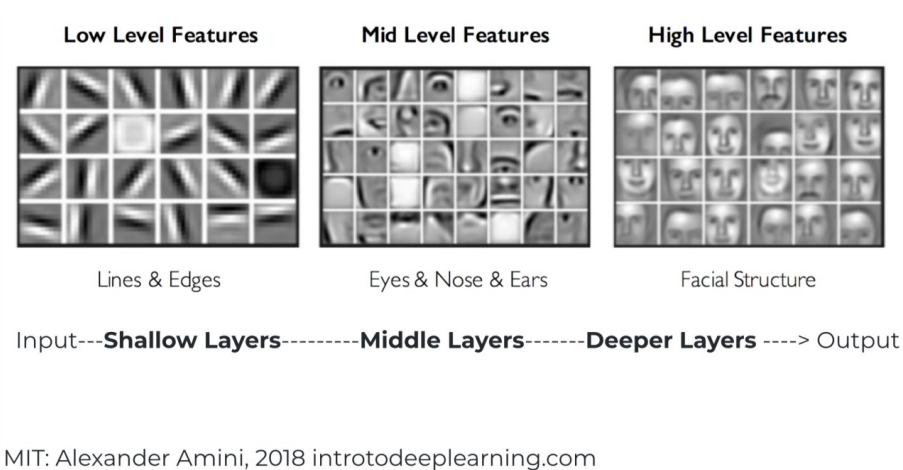 Low Level Features
Mid Level Features
High Level Features
Lines & Edges
Eyes & Nose & Ears
Facial Structure
Input---Shallow Layers---------Middle Layers-------Deeper Layers ----> Output
MIT: Alexander Amini, 2018 introtodeeplearning.com